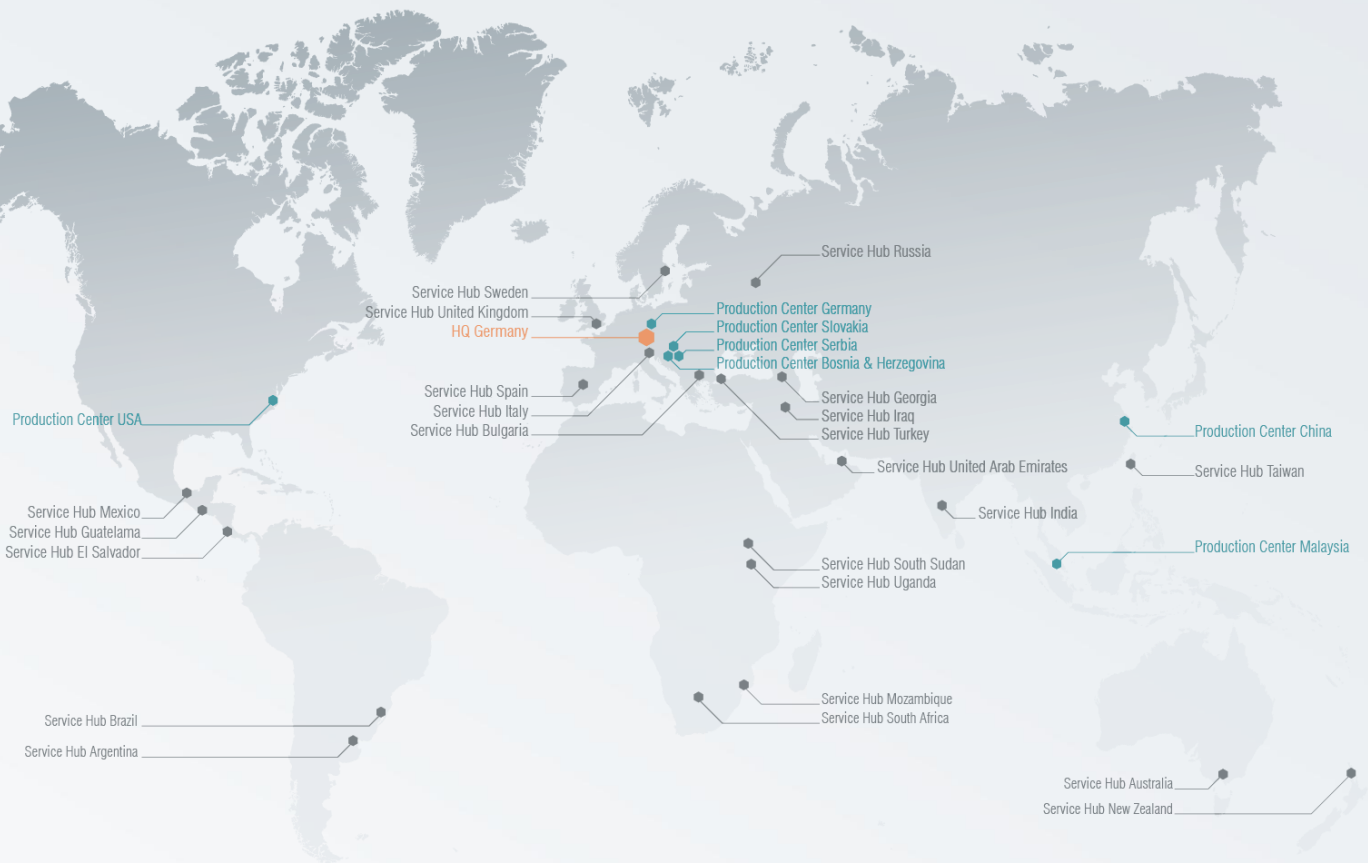 Service Hub Russia
Service Hub Sweden
Service Hub United Kingdom
HQ Germany
Production Center Germany
Production Center Slovakia
Production Center Serbia
Production Center Bosnia & Herzegovina
Service Hub Spain
Service Hub Italy
Service Hub Bulgaria
Service Hub Georgia
Service Hub Iraq
Service Hub Turkey
Production Center USA
Production Center China
Service Hub United Arab Emirates
Service Hub Taiwan
Service Hub Mexico
Service Hub Guatelama
Service Hub El Salvador
Service Hub India
Production Center Malaysia
Service Hub South Sudan
Service Hub Uganda
Service Hub Mozambique
Service Hub South Africa
Service Hub Brazil
Service Hub Argentina
Service Hub Australia
Service Hub New Zealand